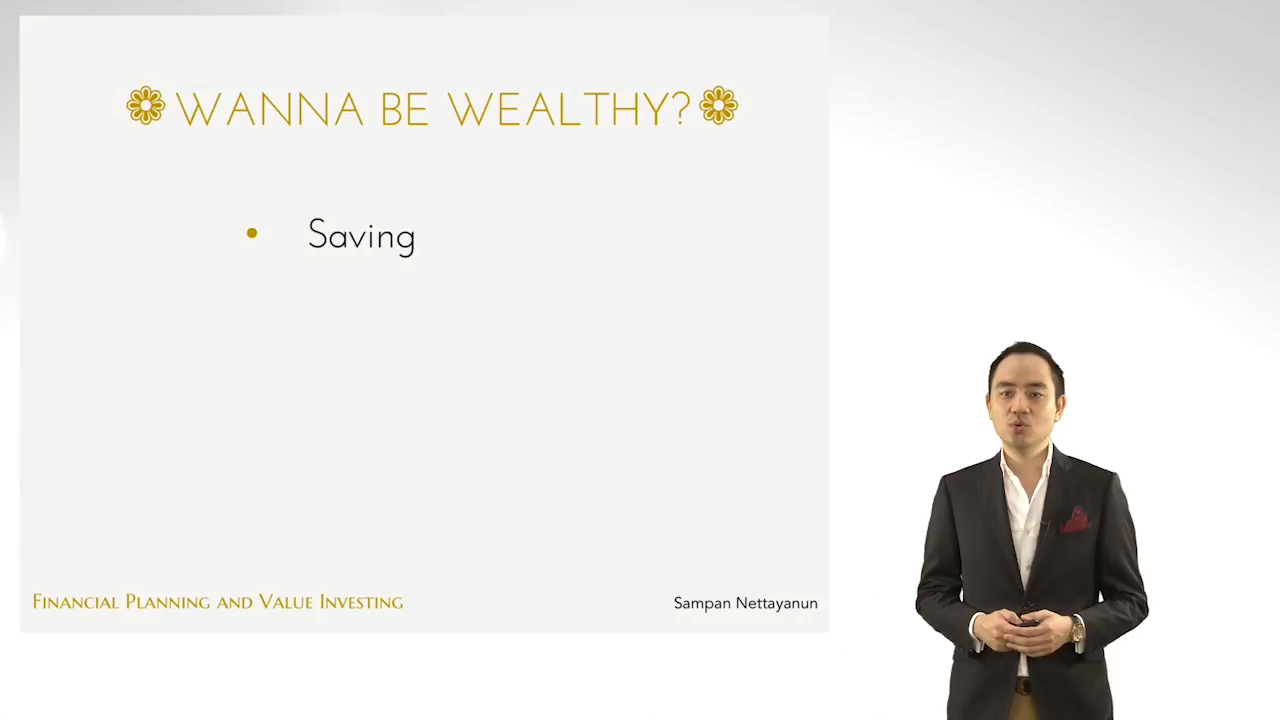 WANNA BE WEALTHY?
• Saving
Financial Planning and Value Investing
Sampan Nettayanun